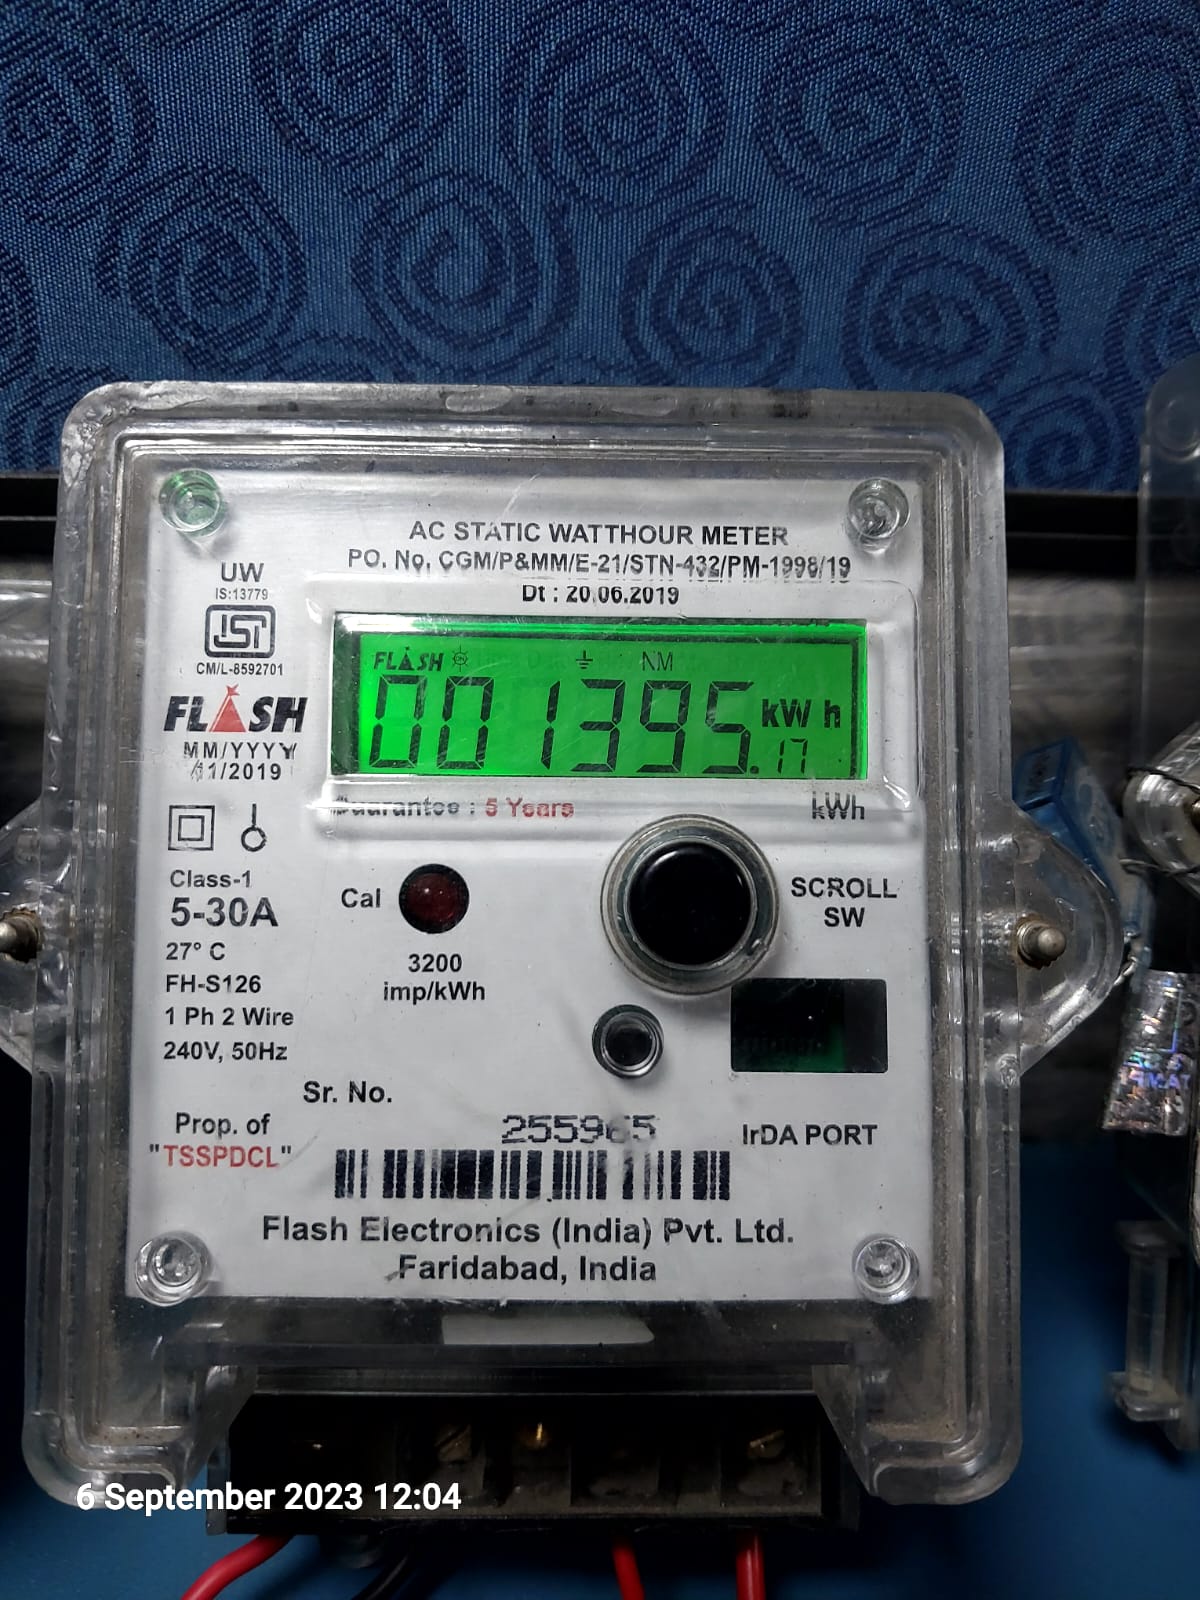 AC STATIC WATTHOUR METER
PO. No. CGM/P&MM/E-21/STN-432/PM-1998/19
Dt : 20.06.2019
UW
IS:13779
ISI
CM/L-8592701
FLASH
MM/YYYY
11/2019
FLASH NM
001395.17 kWh
Guarantee : 5 Years
kWh
Class-1
5-30A
27° C
FH-S126
1 Ph 2 Wire
240V, 50Hz
Cal
3200
imp/kWh
SCROLL
SW
Sr. No.
255965
IrDA PORT
Prop. of
"TSSPDCL"
Flash Electronics (India) Pvt. Ltd.
Faridabad, India
6 September 2023 12:04